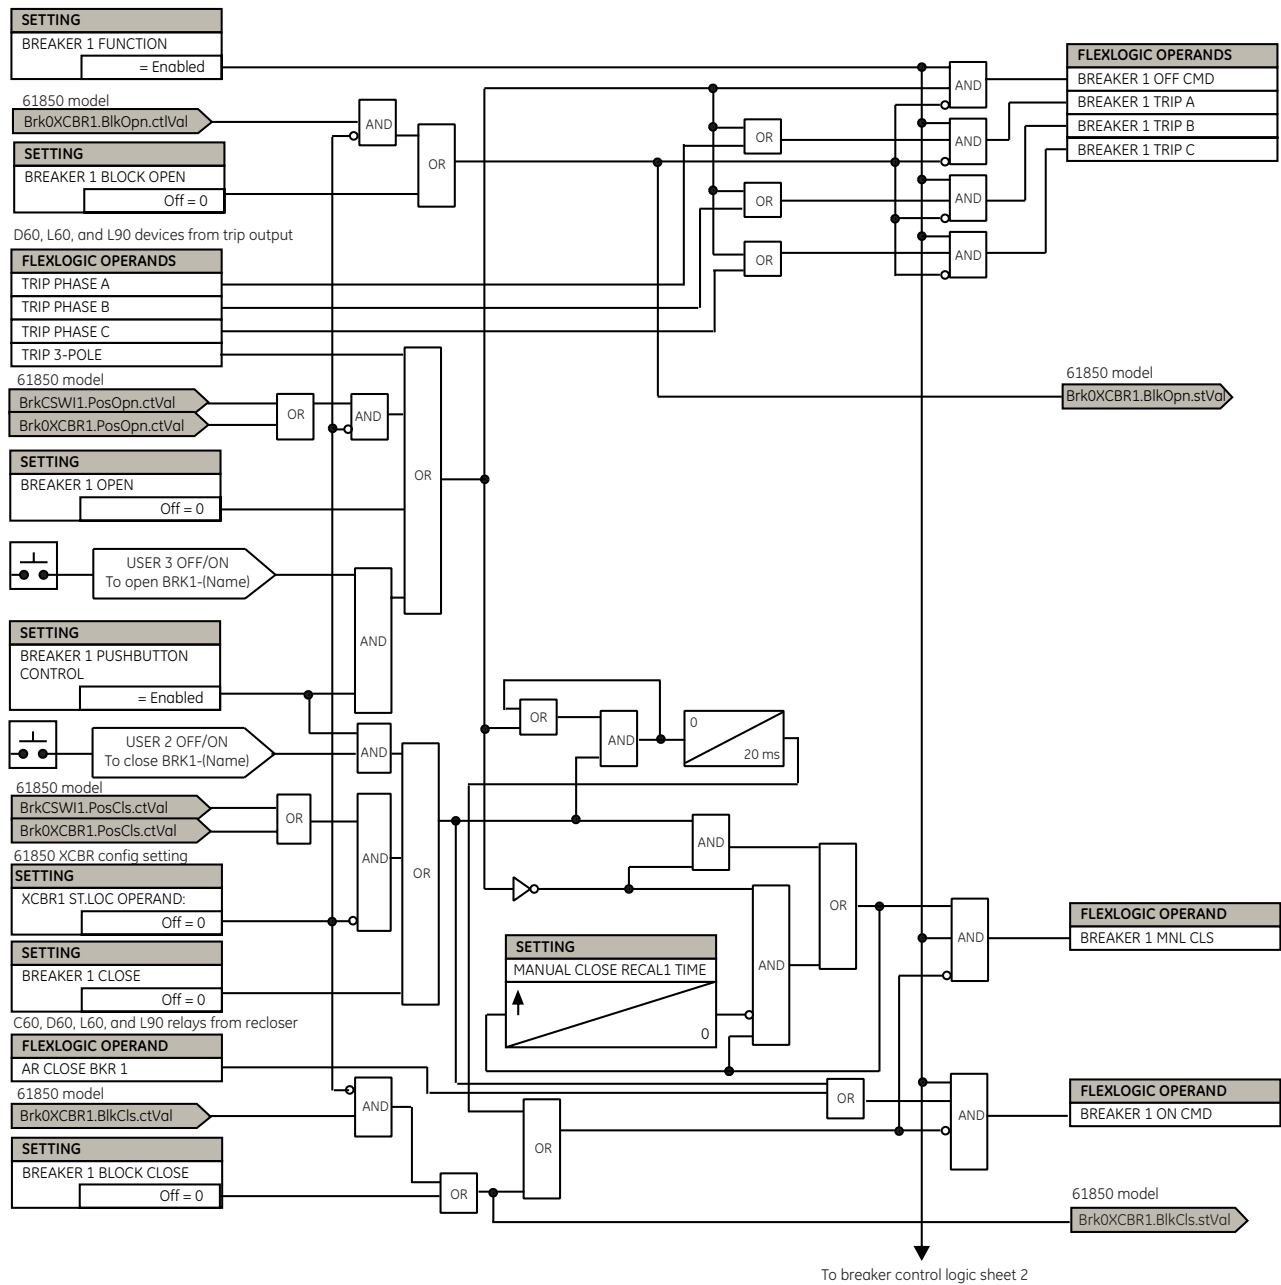 SETTING
BREAKER 1 FUNCTION
= Enabled
61850 model
Brk0XCBR1.BlkOpn.ctlVal
SETTING
BREAKER 1 BLOCK OPEN
Off = 0
D60, L60, and L90 devices from trip output
FLEXLOGIC OPERANDS
TRIP PHASE A
TRIP PHASE B
TRIP PHASE C
TRIP 3-POLE
61850 model
BrkCSWI1.PosOpn.ctVal
Brk0XCBR1.PosOpn.ctVal
SETTING
BREAKER 1 OPEN
Off = 0
USER 3 OFF/ON
To open BRK1-(Name)
SETTING
BREAKER 1 PUSHBUTTON
CONTROL
= Enabled
USER 2 OFF/ON
To close BRK1-(Name)
61850 model
BrkCSWI1.PosCls.ctVal
Brk0XCBR1.PosCls.ctVal
61850 XCBR config setting
SETTING
XCBR1 ST.LOC OPERAND:
Off = 0
SETTING
BREAKER 1 CLOSE
Off = 0
C60, D60, L60, and L90 relays from recloser
FLEXLOGIC OPERAND
AR CLOSE BKR 1
61850 model
Brk0XCBR1.BlkCls.ctVal
SETTING
BREAKER 1 BLOCK CLOSE
Off = 0
AND
OR
OR
AND
OR
AND
AND
AND
OR
OR
AND
OR
OR
OR
OR
OR
AND
0
20 ms
AND
OR
AND
SETTING
MANUAL CLOSE RECAL1 TIME
0
OR
OR
AND
AND
AND
AND
AND
AND
FLEXLOGIC OPERANDS
BREAKER 1 OFF CMD
BREAKER 1 TRIP A
BREAKER 1 TRIP B
BREAKER 1 TRIP C
61850 model
Brk0XCBR1.BlkOpn.stVal
FLEXLOGIC OPERAND
BREAKER 1 MNL CLS
FLEXLOGIC OPERAND
BREAKER 1 ON CMD
61850 model
Brk0XCBR1.BlkCls.stVal
To breaker control logic sheet 2